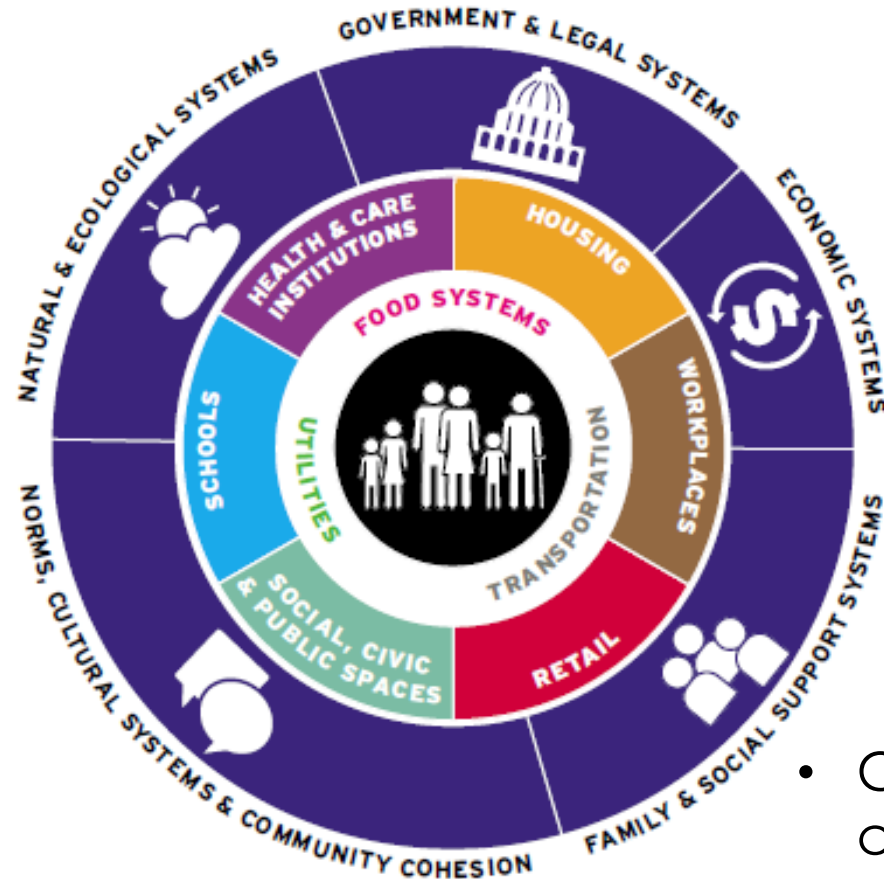 GOVERNMENT & LEGAL SYSTEMS
ECONOMIC SYSTEMS
FAMILY & SOCIAL SUPPORT SYSTEMS
NORMS, CULTURAL SYSTEMS & COMMUNITY COHESION
NATURAL & ECOLOGICAL SYSTEMS
$
HEALTH & CARE
INSTITUTIONS
HOUSING
WORKPLACES
RETAIL
SOCIAL, CIVIC
& PUBLIC SPACES
SCHOOLS
FOOD SYSTEMS
TRANSPORTATION
UTILITIES